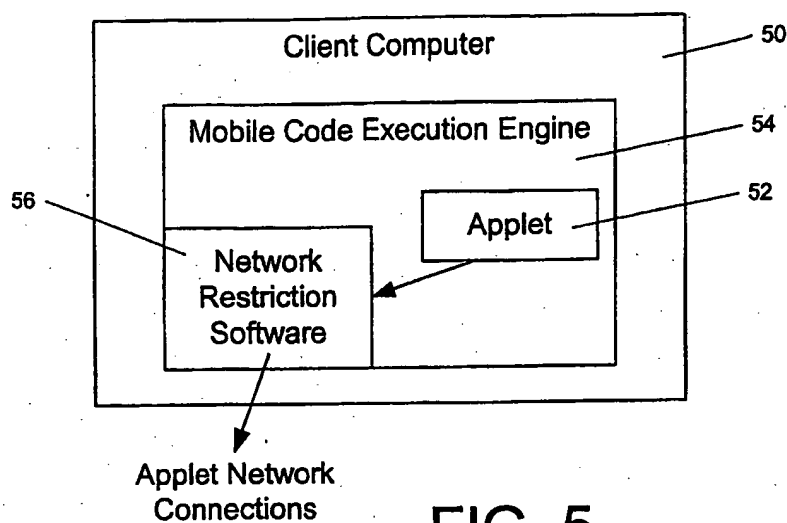 Client Computer
50
Mobile Code Execution Engine
54
56
52
Applet
Network
Restriction
Software
Applet Network
Connections
FIG. 5